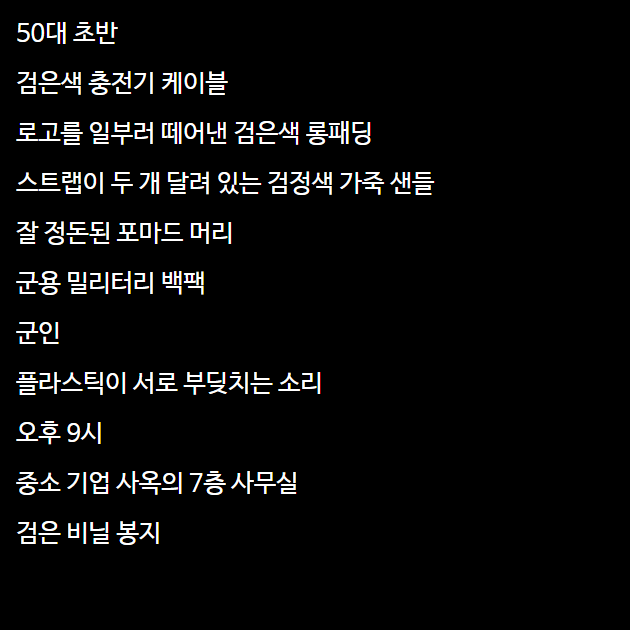 50대 초반
검은색 충전기 케이블
로고를 일부러 떼어낸 검은색 롱패딩
스트랩이 두 개 달려 있는 검정색 가죽 샌들
잘 정돈된 포마드 머리
군용 밀리터리 백팩
군인
플라스틱이 서로 부딪치는 소리
오후 9시
중소 기업 사옥의 7층 사무실
검은 비닐 봉지